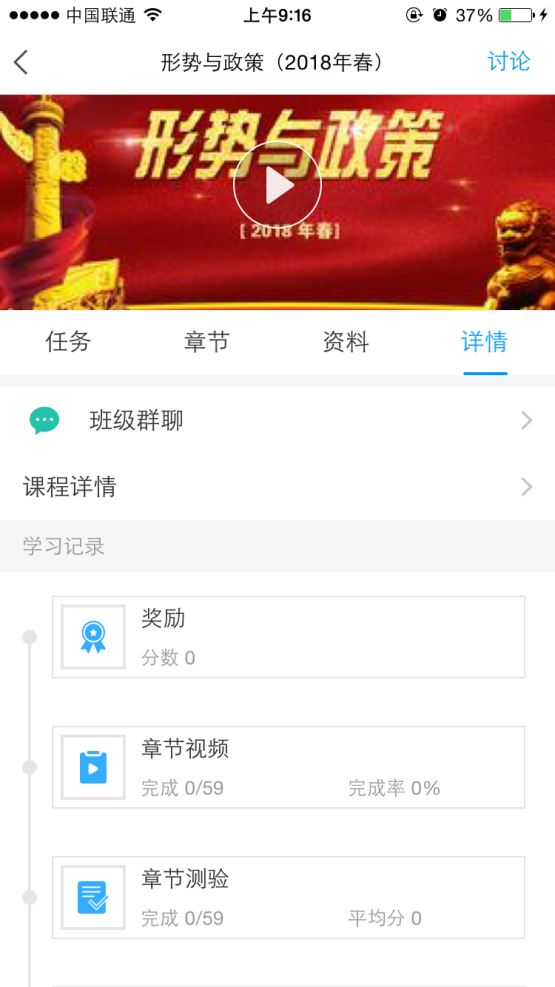 中国联通 上午9:16 37%
形势与政策（2018年春） 讨论
形势与政策
[ 2018 年春]
任务 章节 资料 详情
班级群聊
课程详情
学习记录
奖励
分数 0
章节视频
完成 0/59 完成率 0%
章节测验
完成 0/59 平均分 0